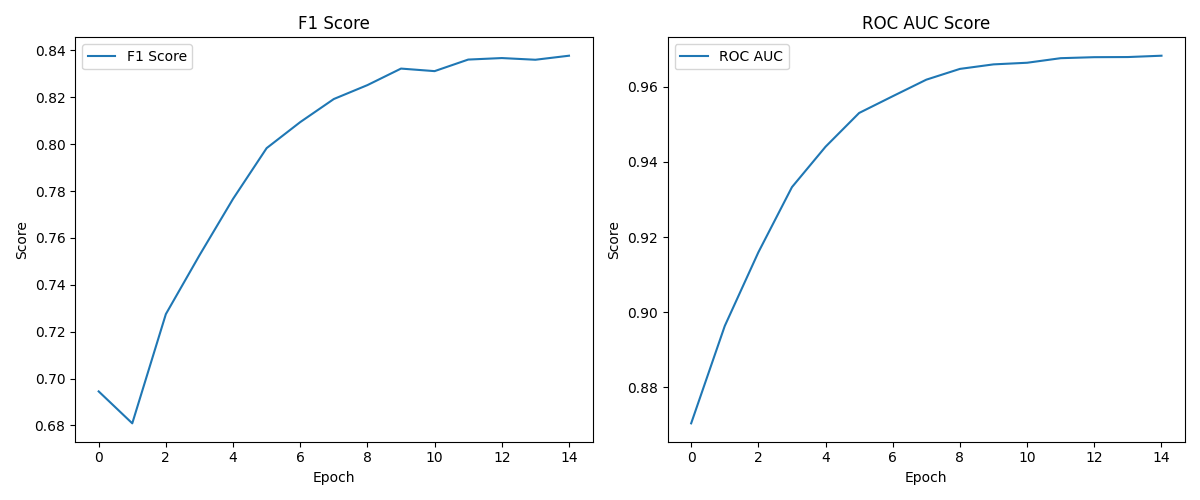 F1 Score
F1 Score
Score
0.84
0.82
0.80
0.78
0.76
0.74
0.72
0.70
0.68
0 2 4 6 8 10 12 14
Epoch
ROC AUC Score
ROC AUC
Score
0.96
0.94
0.92
0.90
0.88
0 2 4 6 8 10 12 14
Epoch